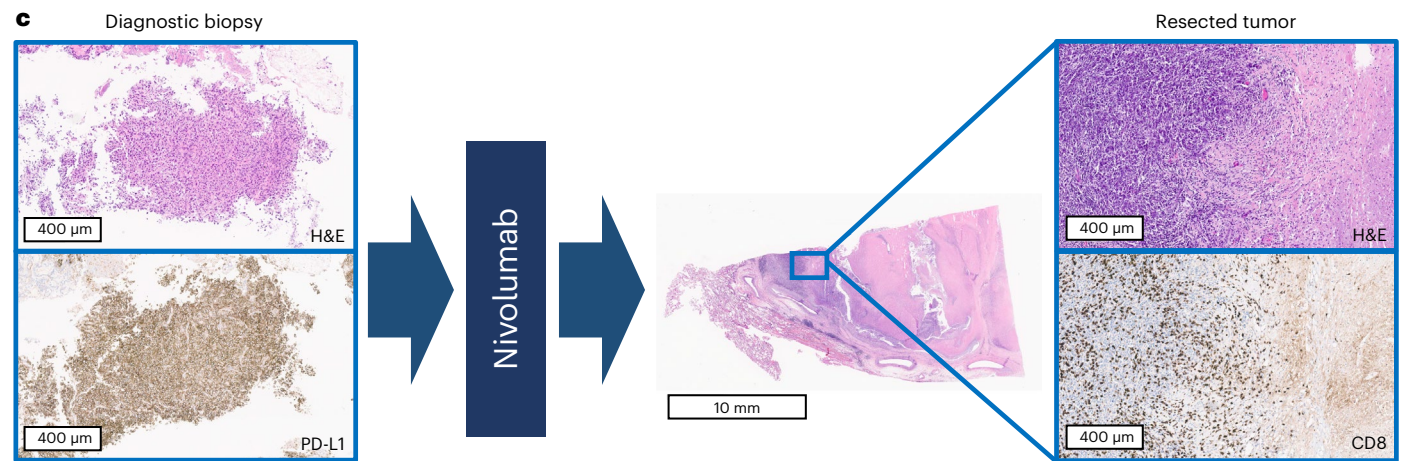 c
Diagnostic biopsy
400 µm
H&E
400 µm
PD-L1
Nivolumab
10 mm
Resected tumor
400 µm
H&E
400 µm
CD8